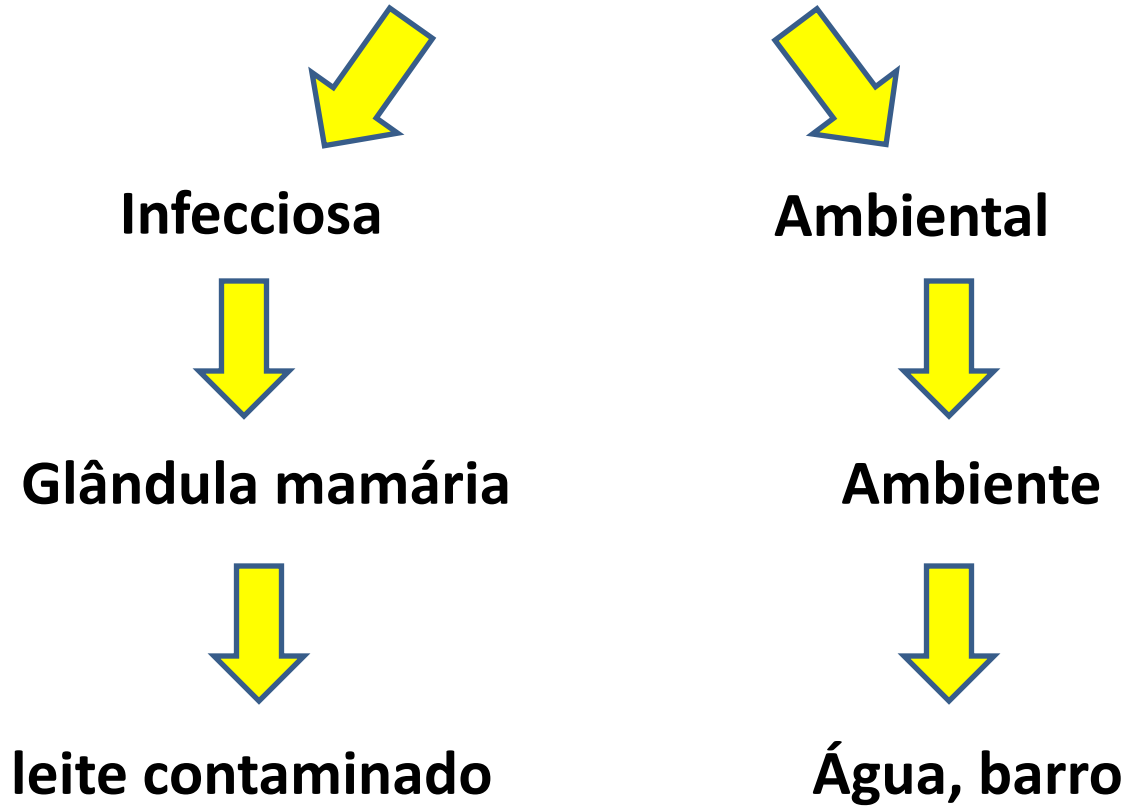 Infecciosa
Ambiental
Glândula mamária
Ambiente
leite contaminado
Água, barro